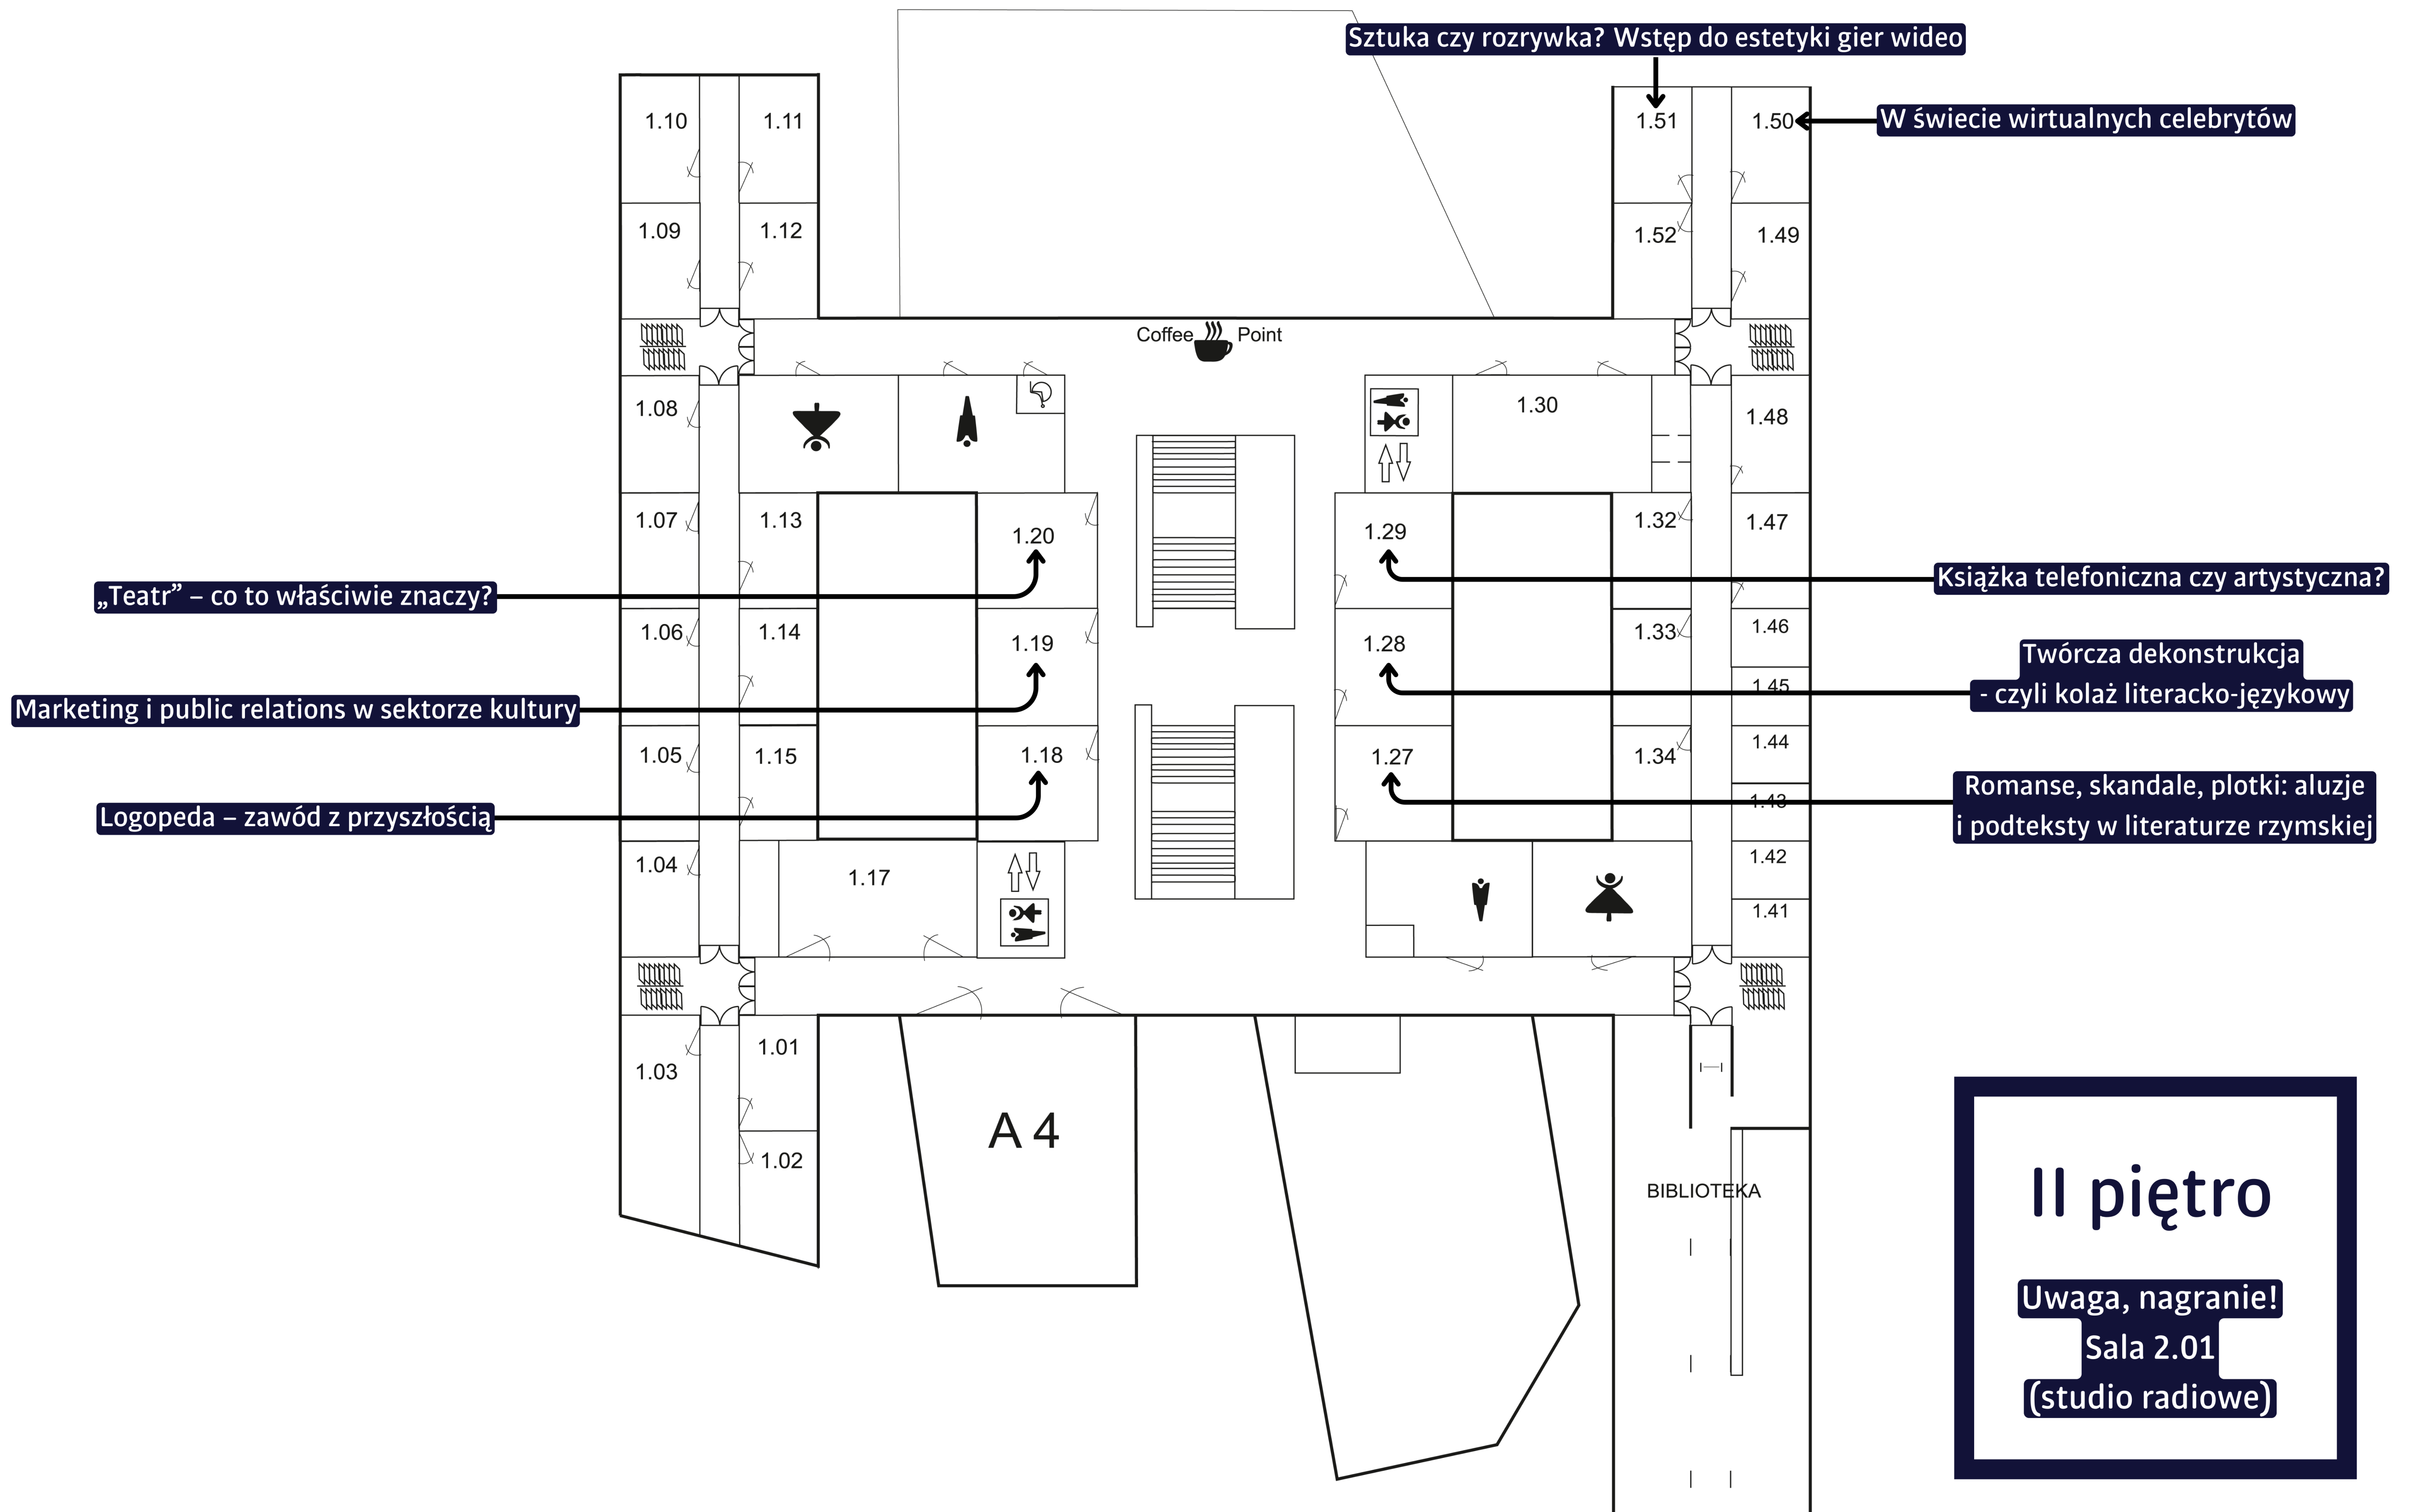 Sztuka czy rozrywka? Wstęp do estetyki gier wideo
1.10
1.11
1.51
1.50
W świecie wirtualnych celebrytów
1.09
1.12
1.52
1.49
Coffee Point
1.08
1.30
1.48
1.07
1.13
1.20
1.29
1.32
1.47
„Teatr” – co to właściwie znaczy?
Książka telefoniczna czy artystyczna?
1.06
1.14
1.19
1.28
1.33
1.46
Twórcza dekonstrukcja
- czyli kolaż literacko-językowy
1.45
Marketing i public relations w sektorze kultury
1.05
1.15
1.18
1.27
1.34
1.44
Romanse, skandale, plotki: aluzje
i podteksty w literaturze rzymskiej
1.43
Logopeda – zawód z przyszłością
1.04
1.17
1.42
1.41
1.03
1.01
1.02
A 4
BIBLIOTEKA
II piętro
Uwaga, nagranie!
Sala 2.01
(studio radiowe)